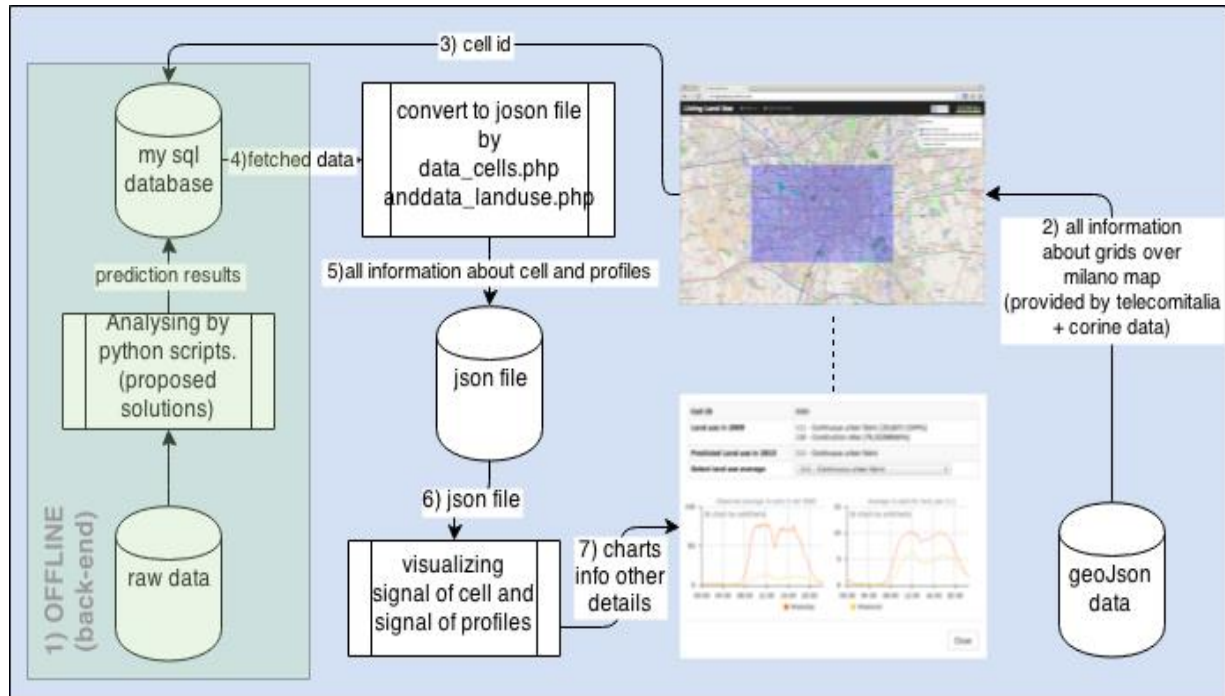 3) cell id
my sql
database
4)fetched data
convert to joson file
by
data_cells.php
anddata_landuse.php
Living Land Use
2) all information
about grids over
milano map
(provided by telecomitalia
+ corine data)
prediction results
5)all information about cell and profiles
Analysing by
python scripts.
(proposed
solutions)
json file
Cell ID
Land use in 2009
Predicted Land use in 2013
Select land use average
6) json file
1) OFFLINE
(back-end)
raw data
visualizing
signal of cell and
signal of profiles
7) charts
info other
details
geoJson
data
Close